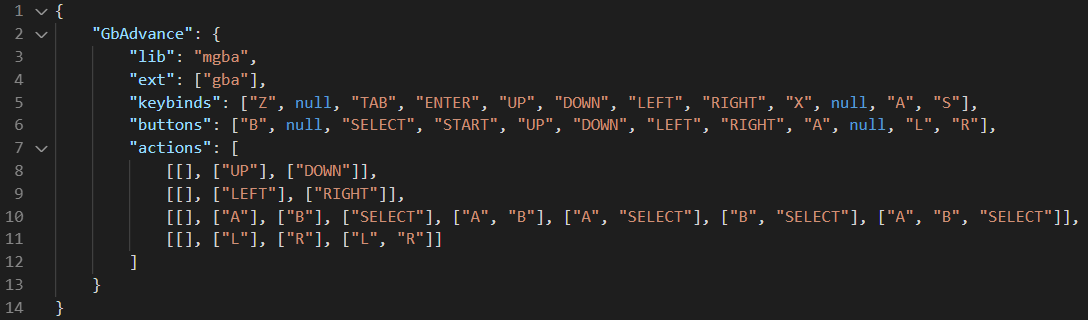 1 {
2     "GbAdvance": {
3         "lib": "mgba",
4         "ext": ["gba"],
5         "keybinds": ["Z", null, "TAB", "ENTER", "UP", "DOWN", "LEFT", "RIGHT", "X", null, "A", "S"],
6         "buttons": ["B", null, "SELECT", "START", "UP", "DOWN", "LEFT", "RIGHT", "A", null, "L", "R"],
7         "actions": [
8             [[], ["UP"], ["DOWN"]],
9             [[], ["LEFT"], ["RIGHT"]],
10             [[], ["A"], ["B"], ["SELECT"], ["A", "B"], ["A", "SELECT"], ["B", "SELECT"], ["A", "B", "SELECT"]],
11             [[], ["L"], ["R"], ["L", "R"]]
12         ]
13     }
14 }